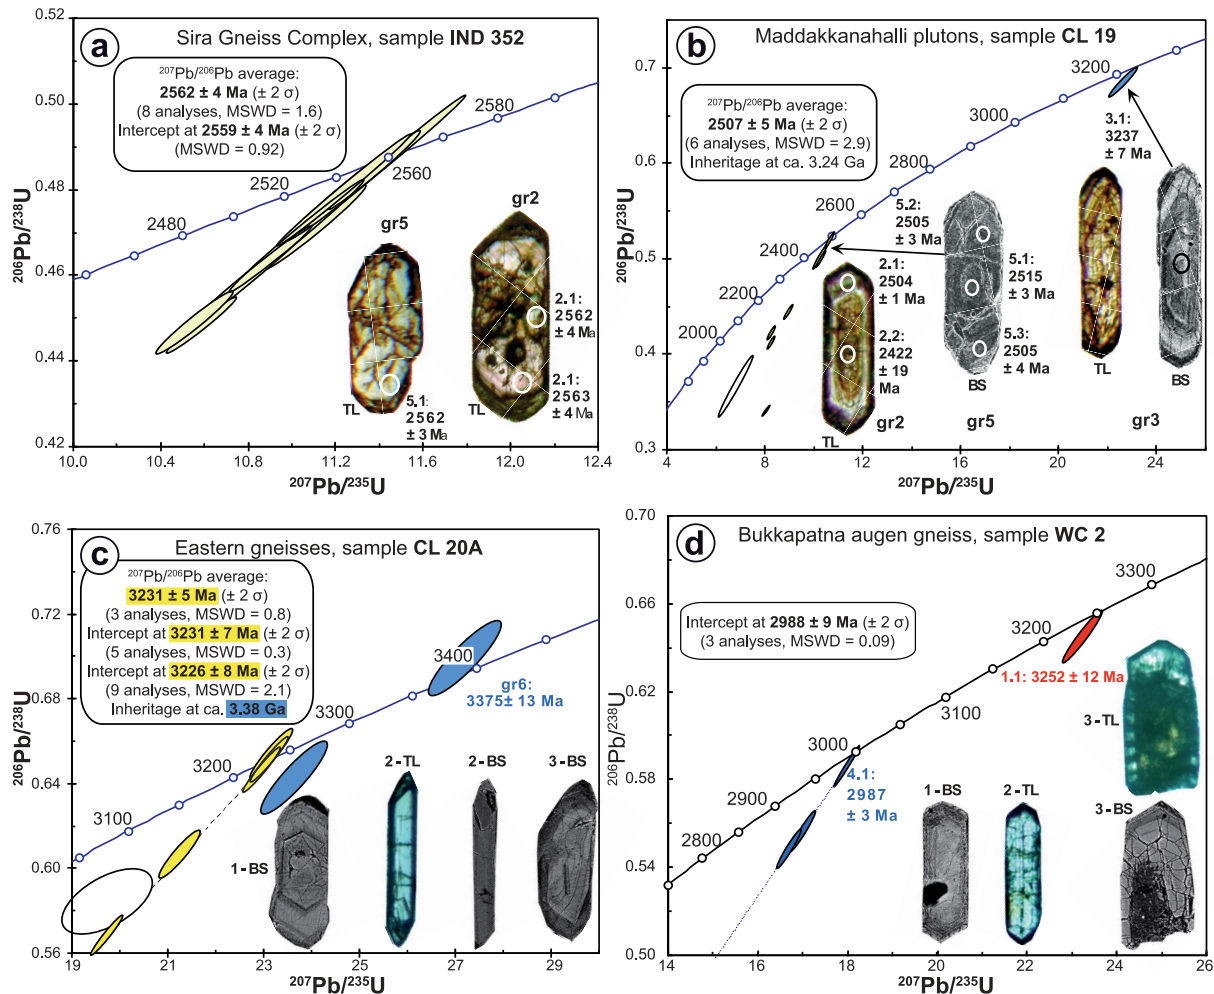 a
Sira Gneiss Complex, sample IND 352
²⁰⁷Pb/²⁰⁶Pb average:
2562 ± 4 Ma (± 2 σ)
(8 analyses, MSWD = 1.6)
Intercept at 2559 ± 4 Ma (± 2 σ)
(MSWD = 0.92)
0.52
0.50
0.48
0.46
0.44
0.42
²⁰⁶Pb/²³⁸U
2480
2520
2560
2580
gr5
gr2
2.1:
2562
± 4 Ma
2.1:
2563
± 4 Ma
5.1:
2562
± 3 Ma
TL
TL
10.0
10.4
10.8
11.2
11.6
12.0
12.4
²⁰⁷Pb/²³⁵U
b
Maddakkanahalli plutons, sample CL 19
²⁰⁷Pb/²⁰⁶Pb average:
2507 ± 5 Ma (± 2 σ)
(6 analyses, MSWD = 2.9)
Inheritage at ca. 3.24 Ga
0.7
0.6
0.5
0.4
0.3
²⁰⁶Pb/²³⁸U
2000
2200
2400
2600
2800
3000
3200
3.1:
3237
± 7 Ma
5.2:
2505
± 3 Ma
2.1:
2504
± 1 Ma
5.1:
2515
± 3 Ma
2.2:
2422
± 19
Ma
5.3:
2505
± 4 Ma
TL
gr2
BS
gr5
TL
BS
gr3
4
8
12
16
20
24
²⁰⁷Pb/²³⁵U
c
Eastern gneisses, sample CL 20A
²⁰⁷Pb/²⁰⁶Pb average:
3231 ± 5 Ma (± 2 σ)
(3 analyses, MSWD = 0.8)
Intercept at 3231 ± 7 Ma (± 2 σ)
(5 analyses, MSWD = 0.3)
Intercept at 3226 ± 8 Ma (± 2 σ)
(9 analyses, MSWD = 2.1)
Inheritage at ca. 3.38 Ga
0.76
0.72
0.68
0.64
0.60
0.56
²⁰⁶Pb/²³⁸U
3100
3200
3300
3400
gr6:
3375± 13 Ma
1-BS
2-TL
2-BS
3-BS
19
21
23
25
27
29
²⁰⁷Pb/²³⁵U
d
Bukkapatna augen gneiss, sample WC 2
Intercept at 2988 ± 9 Ma (± 2 σ)
(3 analyses, MSWD = 0.09)
0.70
0.66
0.62
0.58
0.54
0.50
²⁰⁶Pb/²³⁸U
2800
2900
3000
3100
3200
3300
1.1: 3252 ± 12 Ma
4.1:
2987
± 3 Ma
3-TL
1-BS
2-TL
3-BS
14
16
18
20
22
24
26
²⁰⁷Pb/²³⁵U